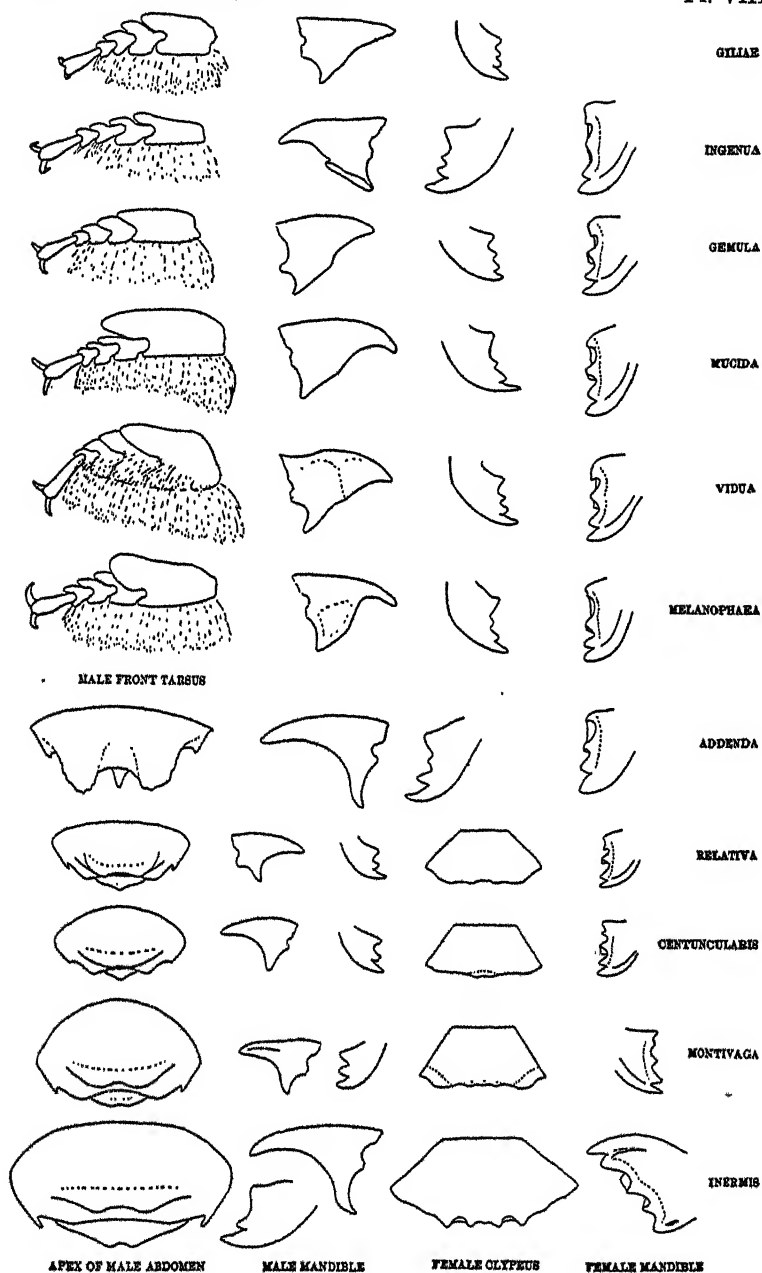 GILIAE
INGENUA
GEMULA
MUCIDA
VIDUA
MELANOPHAEA
MALE FRONT TARSUS
ADDENDA
RELATIVA
CENTUNCULARIS
MONTIVAGA
INERMIS
APEX OF MALE ABDOMEN MALE MANDIBLE FEMALE CLYPEUS FEMALE MANDIBLE